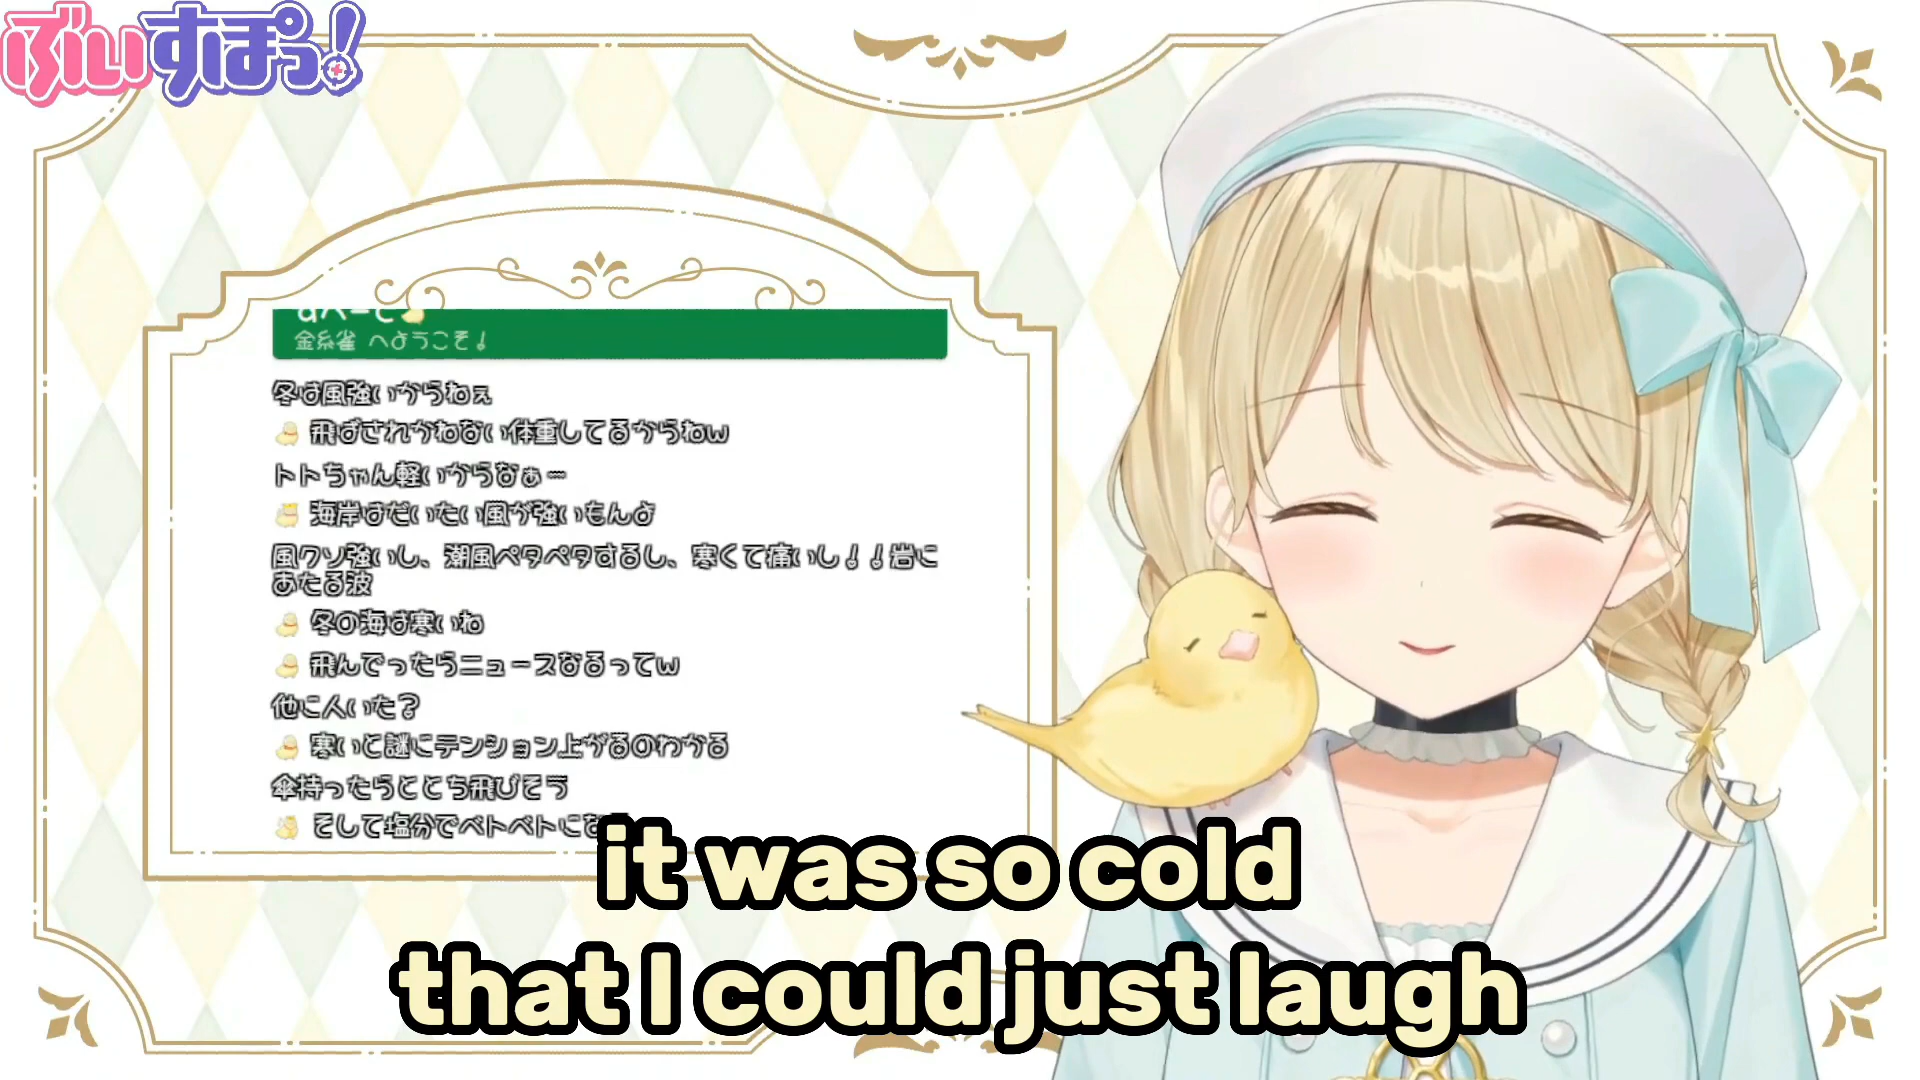 ぶいすぽっ!
金糸雀 へようこそ!
冬は風強いからねぇ
飛ばされかねない体重してるからねw
トトちゃん軽いからなぁ…
海岸はだいたい風が強いもんよ
風クソ強いし、潮風ペタペタするし、寒くて痛いし!!岩に
あたる波
冬の海は寒いね
飛んでったらニュースなるってw
他に人いた?
寒いと謎にテンション上がるのわかる
傘持ったらととち飛びそう
そして塩分でベトベトにな
it was so cold
that I could just laugh